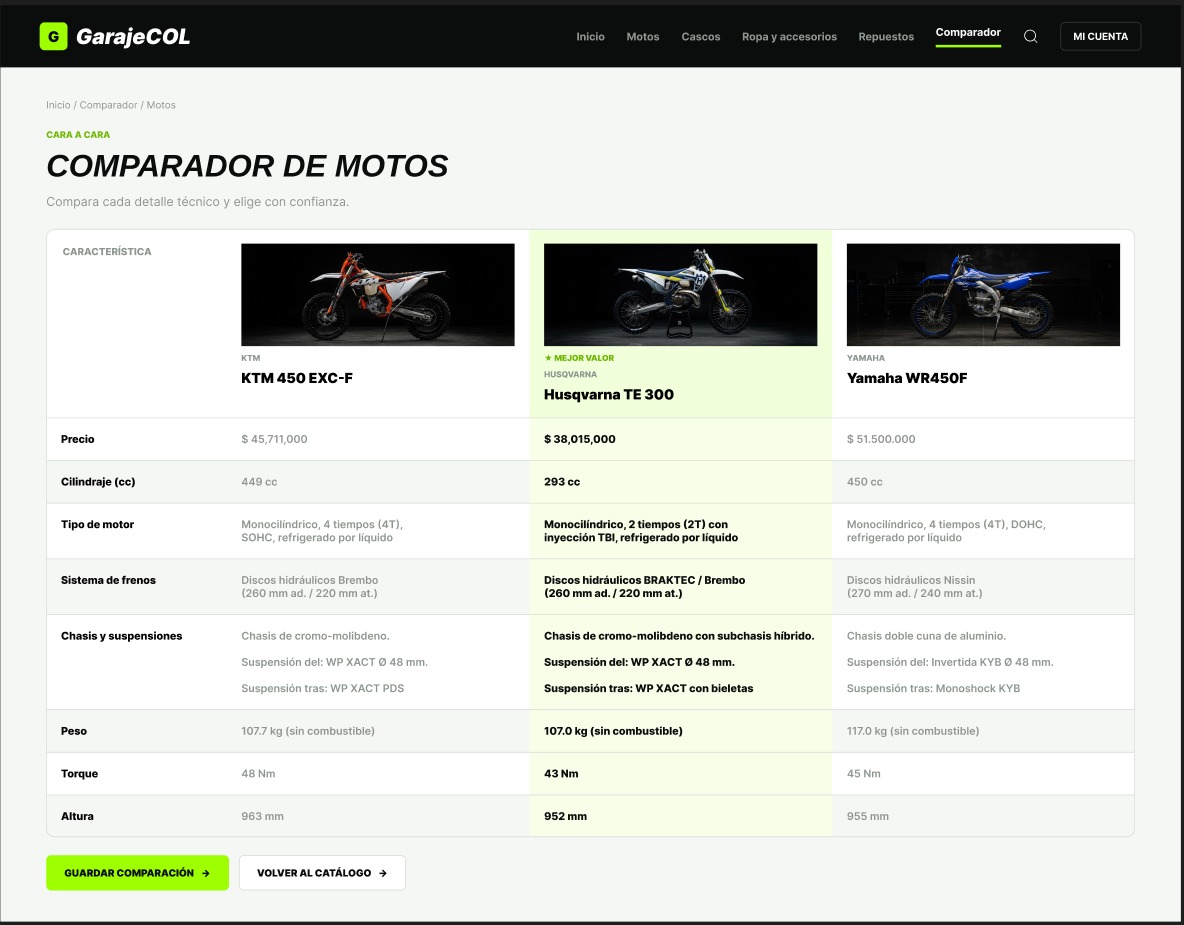 G GarajeCOL
Inicio Motos Cascos Ropa y accesorios Repuestos Comparador MI CUENTA
Inicio / Comparador / Motos
CARA A CARA
COMPARADOR DE MOTOS
Compara cada detalle técnico y elige con confianza.
CARACTERÍSTICA
KTM
KTM 450 EXC-F
★ MEJOR VALOR
HUSQVARNA
Husqvarna TE 300
YAMAHA
Yamaha WR450F
Precio
$ 45,711,000
$ 38,015,000
$ 51.500.000
Cilindraje (cc)
449 cc
293 cc
450 cc
Tipo de motor
Monocilíndrico, 4 tiempos (4T),
SOHC, refrigerado por líquido
Monocilíndrico, 2 tiempos (2T) con
inyección TBI, refrigerado por líquido
Monocilíndrico, 4 tiempos (4T), DOHC,
refrigerado por líquido
Sistema de frenos
Discos hidráulicos Brembo
(260 mm ad. / 220 mm at.)
Discos hidráulicos BRAKTEC / Brembo
(260 mm ad. / 220 mm at.)
Discos hidráulicos Nissin
(270 mm ad. / 240 mm at.)
Chasis y suspensiones
Chasis de cromo-molibdeno.
Suspensión del: WP XACT Ø 48 mm.
Suspensión tras: WP XACT PDS
Chasis de cromo-molibdeno con subchasis híbrido.
Suspensión del: WP XACT Ø 48 mm.
Suspensión tras: WP XACT con bieletas
Chasis doble cuna de aluminio.
Suspensión del: Invertida KYB Ø 48 mm.
Suspensión tras: Monoshock KYB
Peso
107.7 kg (sin combustible)
107.0 kg (sin combustible)
117.0 kg (sin combustible)
Torque
48 Nm
43 Nm
45 Nm
Altura
963 mm
952 mm
955 mm
GUARDAR COMPARACIÓN →
VOLVER AL CATÁLOGO →